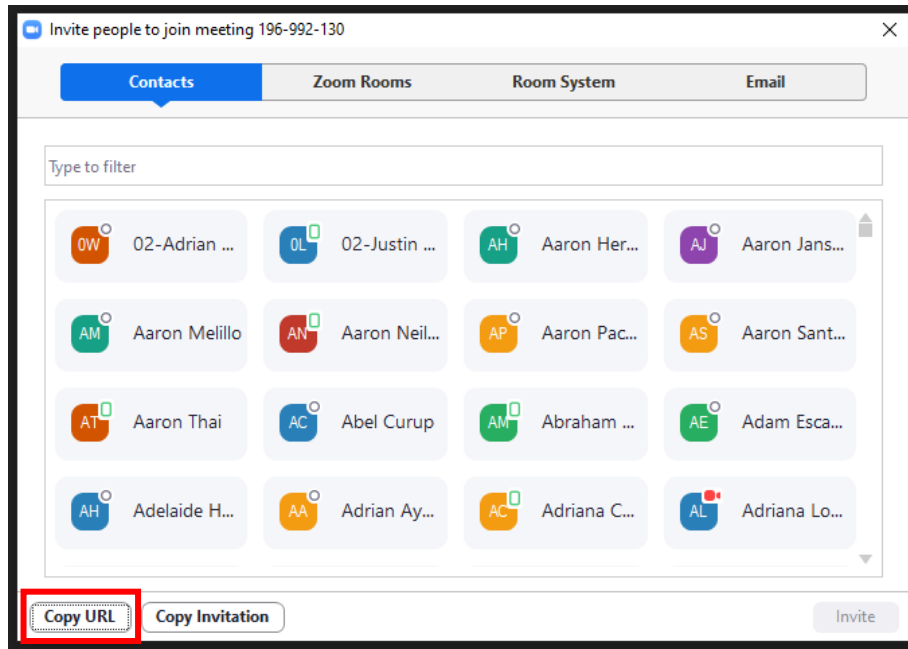 Invite people to join meeting 196-992-130
Contacts Zoom Rooms Room System Email
Type to filter
0W 02-Adrian ... 0L 02-Justin ... AH Aaron Her... AJ Aaron Jans...
AM Aaron Melillo AN Aaron Neil... AP Aaron Pac... AS Aaron Sant...
AT Aaron Thai AC Abel Curup AM Abraham ... AE Adam Esca...
AH Adelaide H... AA Adrian Ay... AC Adriana C... AL Adriana Lo...
Copy URL Copy Invitation Invite